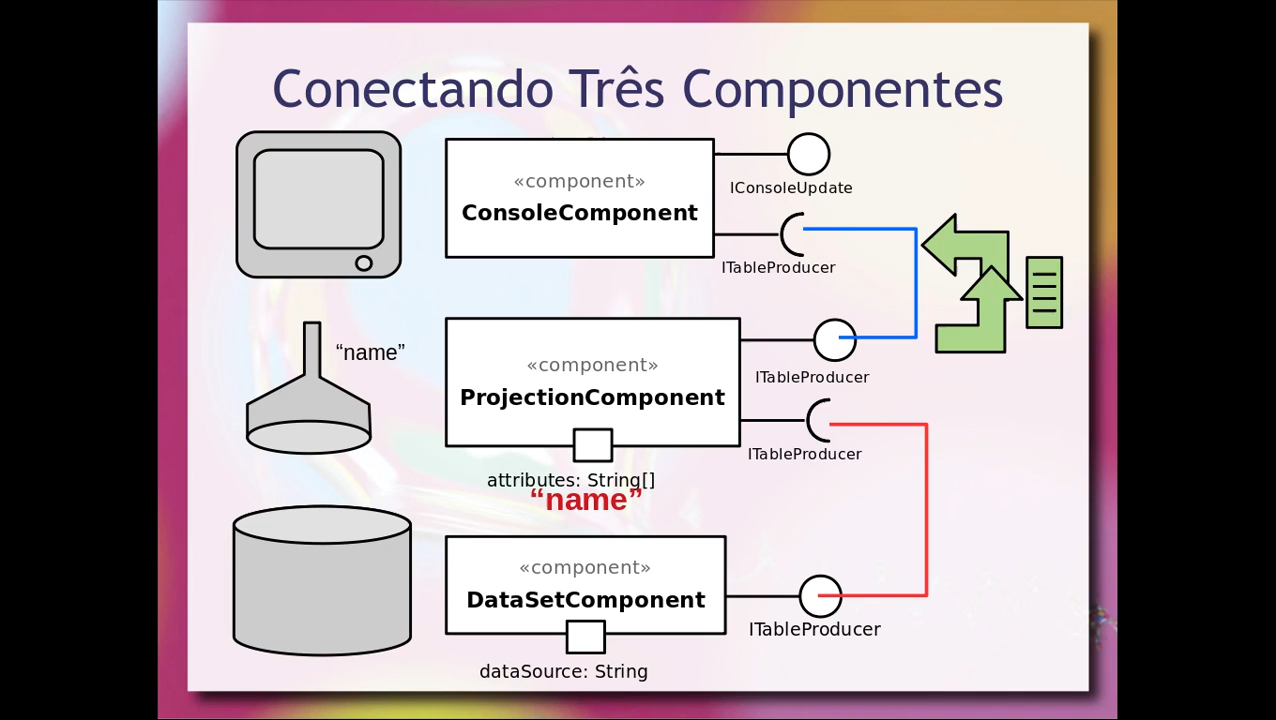 Conectando Três Componentes
«component»
ConsoleComponent
IConsoleUpdate
ITableProducer
“name”
«component»
ProjectionComponent
ITableProducer
ITableProducer
attributes: String[]
“name”
«component»
DataSetComponent
ITableProducer
dataSource: String